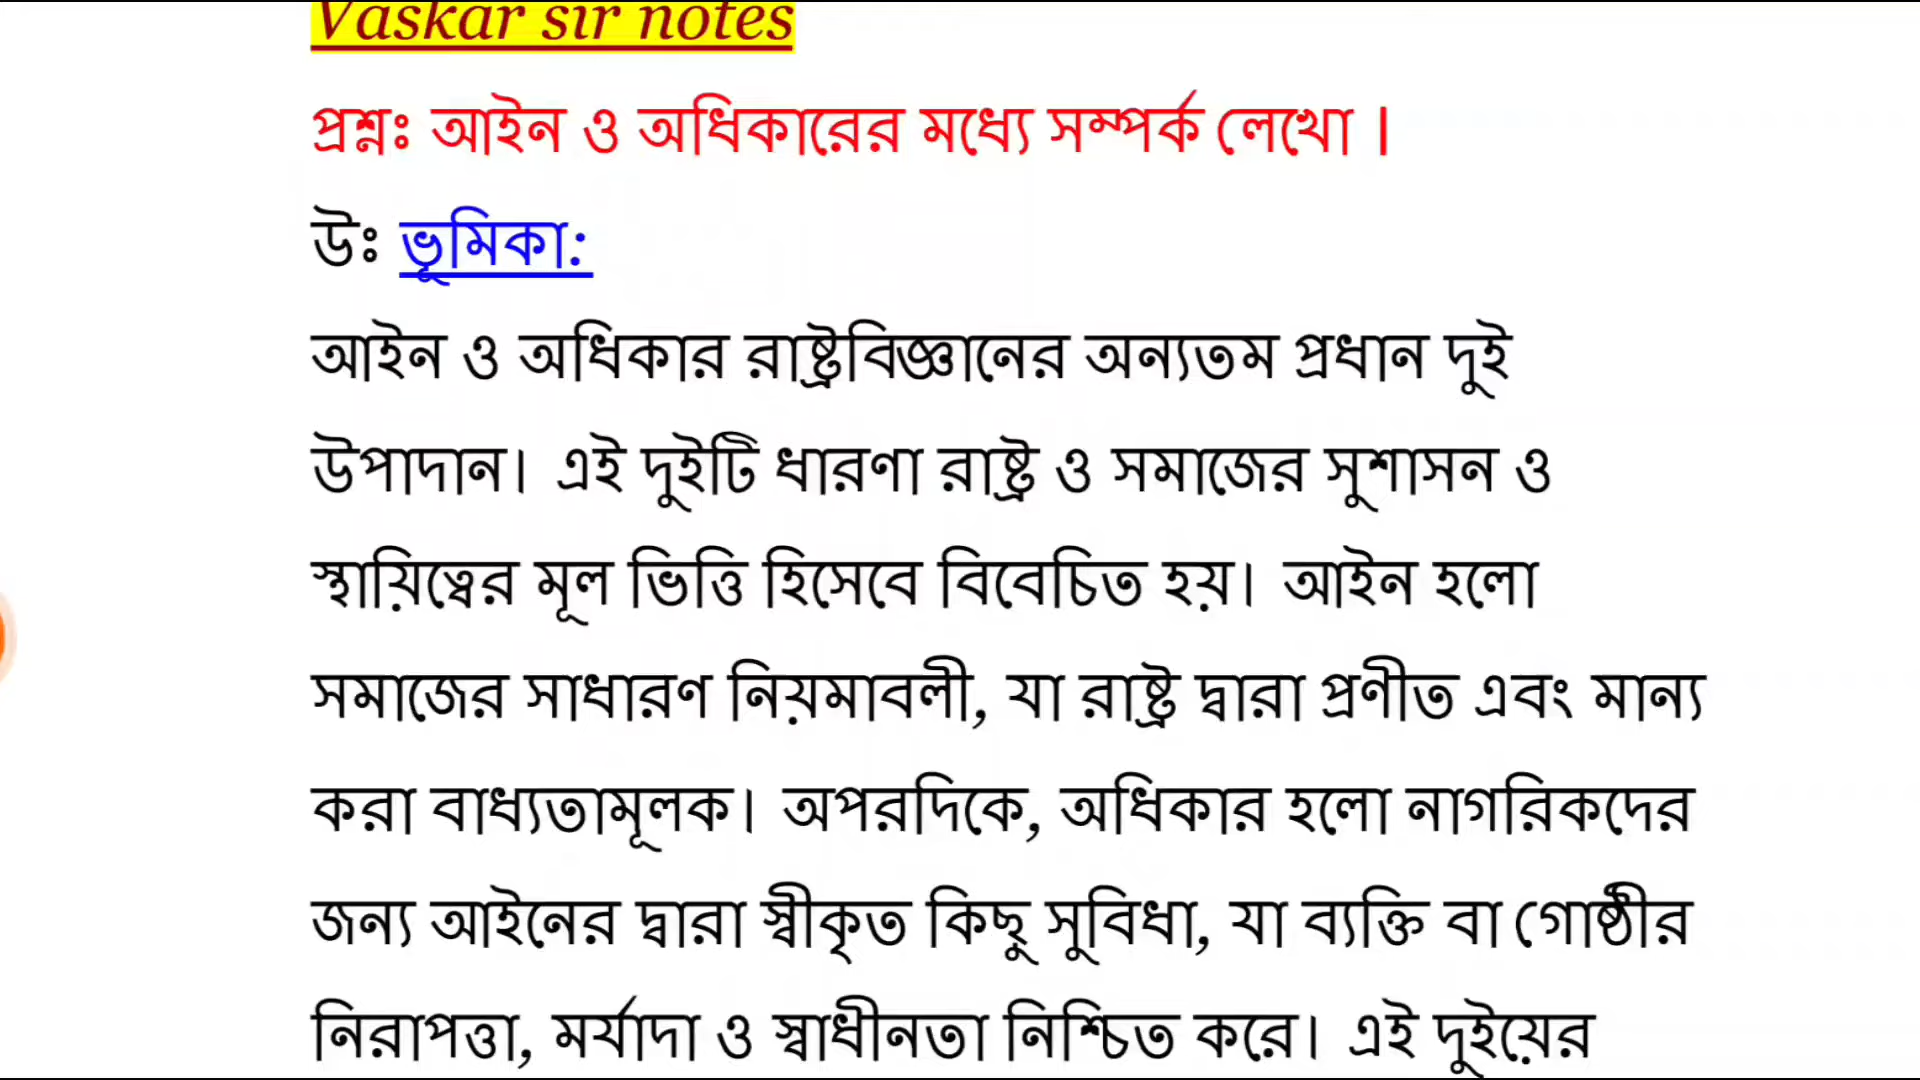 Vaskar sir notes
প্রশ্নঃ আইন ও অধিকারের মধ্যে সম্পর্ক লেখো ।
উঃ ভূমিকা:
আইন ও অধিকার রাষ্ট্রবিজ্ঞানের অন্যতম প্রধান দুই
উপাদান। এই দুইটি ধারণা রাষ্ট্র ও সমাজের সুশাসন ও
স্থায়িত্বের মূল ভিত্তি হিসেবে বিবেচিত হয়। আইন হলো
সমাজের সাধারণ নিয়মাবলী, যা রাষ্ট্র দ্বারা প্রণীত এবং মান্য
করা বাধ্যতামূলক। অপরদিকে, অধিকার হলো নাগরিকদের
জন্য আইনের দ্বারা স্বীকৃত কিছু সুবিধা, যা ব্যক্তি বা গোষ্ঠীর
নিরাপত্তা, মর্যাদা ও স্বাধীনতা নিশ্চিত করে। এই দুইয়ের